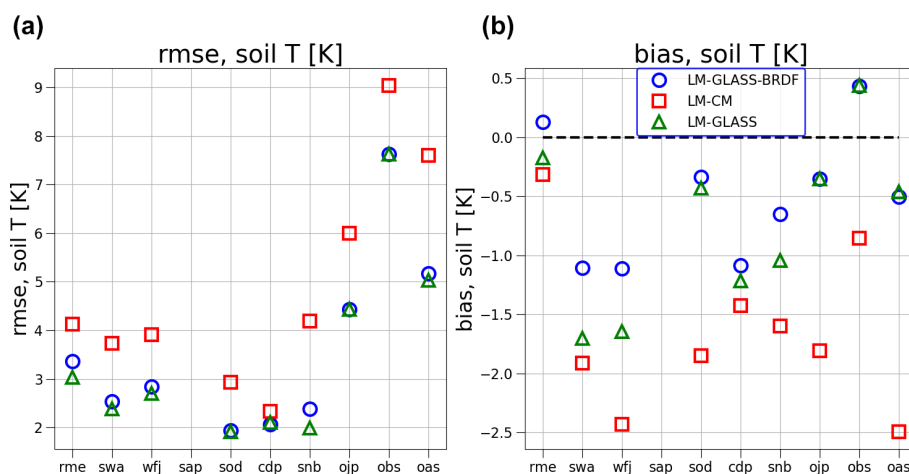 (a)
rmse, soil T [K]
rmse, soil T [K]
9
8
7
6
5
4
3
2
rme swa wfj sap sod cdp snb ojp obs oas
(b)
bias, soil T [K]
LM-GLASS-BRDF
LM-CM
LM-GLASS
bias, soil T [K]
0.5
0.0
−0.5
−1.0
−1.5
−2.0
−2.5
rme swa wfj sap sod cdp snb ojp obs oas